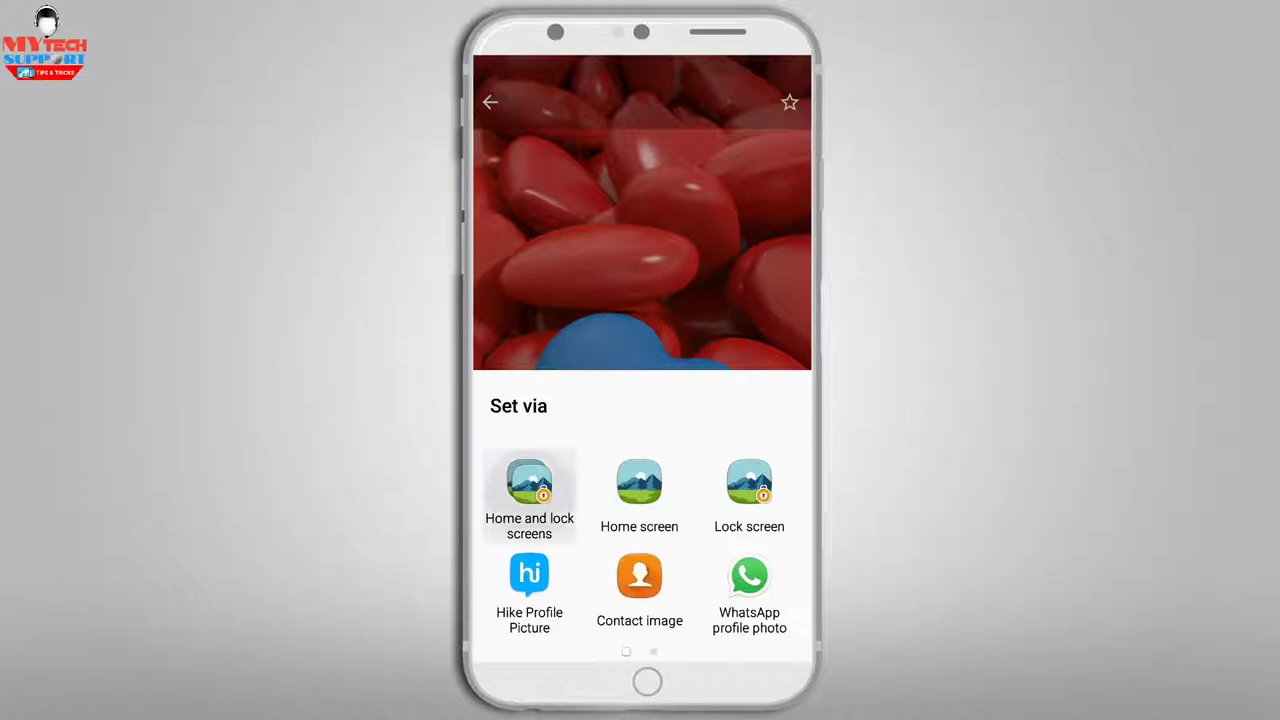 MY TECH
SUPPORT
TIPS & TRICKS
Set via
Home and lock
screens
Home screen
Lock screen
hi
Hike Profile
Picture
Contact image
WhatsApp
profile photo